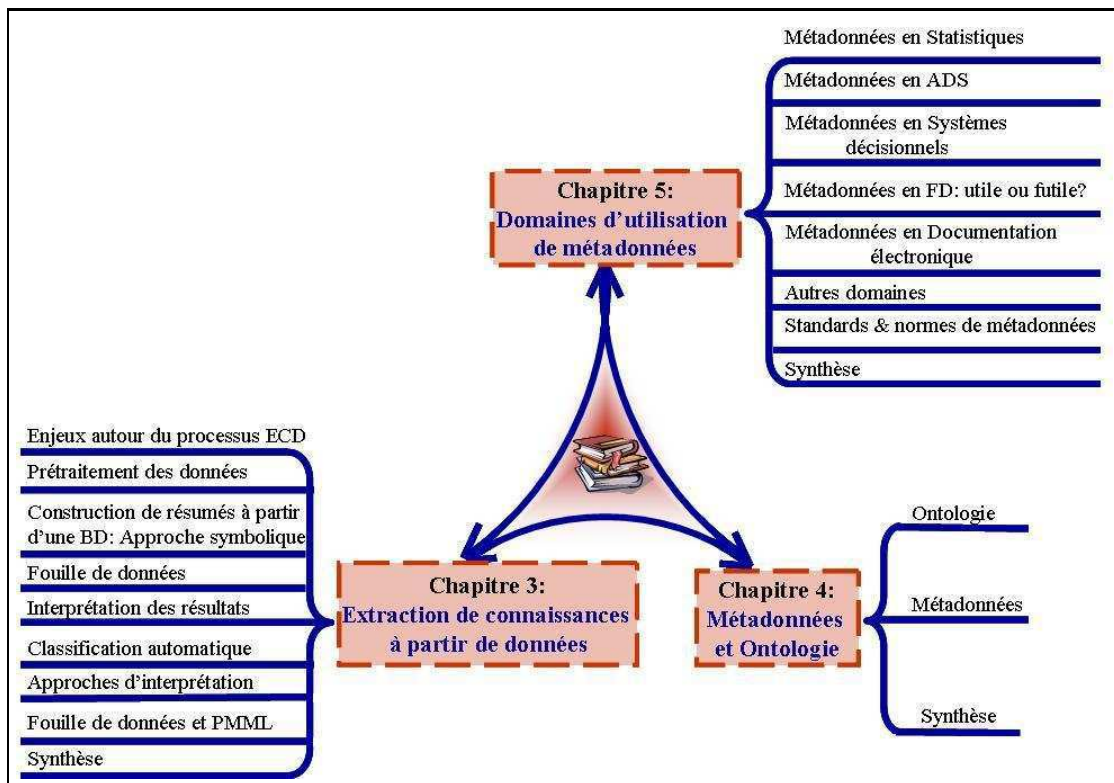 Métadonnées en Statistiques
Métadonnées en ADS
Métadonnées en Systèmes
décisionnels
Métadonnées en FD: utile ou futile?
Métadonnées en Documentation
électronique
Autres domaines
Standards & normes de métadonnées
Synthèse
Chapitre 5:
Domaines d'utilisation
de métadonnées
Enjeux autour du processus ECD
Prétraitement des données
Construction de résumés à partir
d'une BD: Approche symbolique
Fouille de données
Interprétation des résultats
Classification automatique
Approches d'interprétation
Fouille de données et PMML
Synthèse
Chapitre 3:
Extraction de connaissances
à partir de données
Chapitre 4:
Métadonnées
et Ontologie
Ontologie
Métadonnées
Synthèse